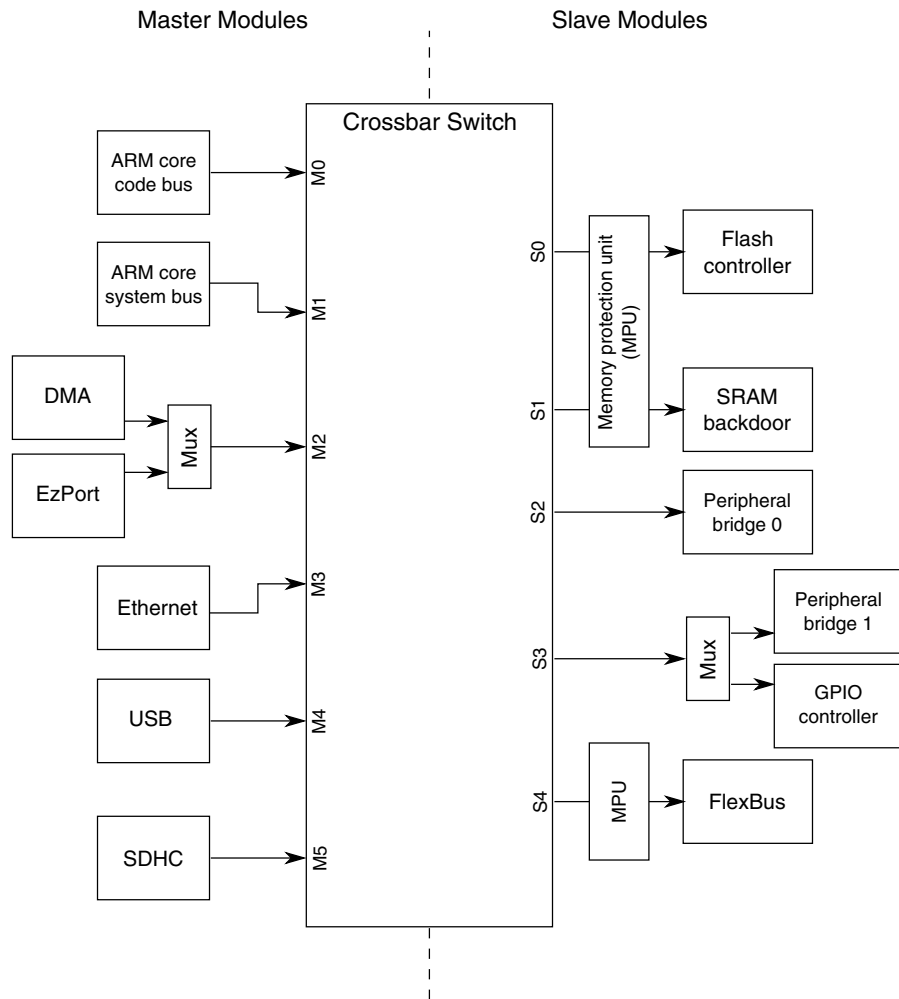 Master Modules
Slave Modules
Crossbar Switch
ARM core
code bus
M0
ARM core
system bus
M1
DMA
EzPort
Mux
M2
Ethernet
M3
USB
M4
SDHC
M5
S0
Memory protection unit
(MPU)
Flash
controller
S1
SRAM
backdoor
S2
Peripheral
bridge 0
S3
Mux
Peripheral
bridge 1
GPIO
controller
S4
MPU
FlexBus